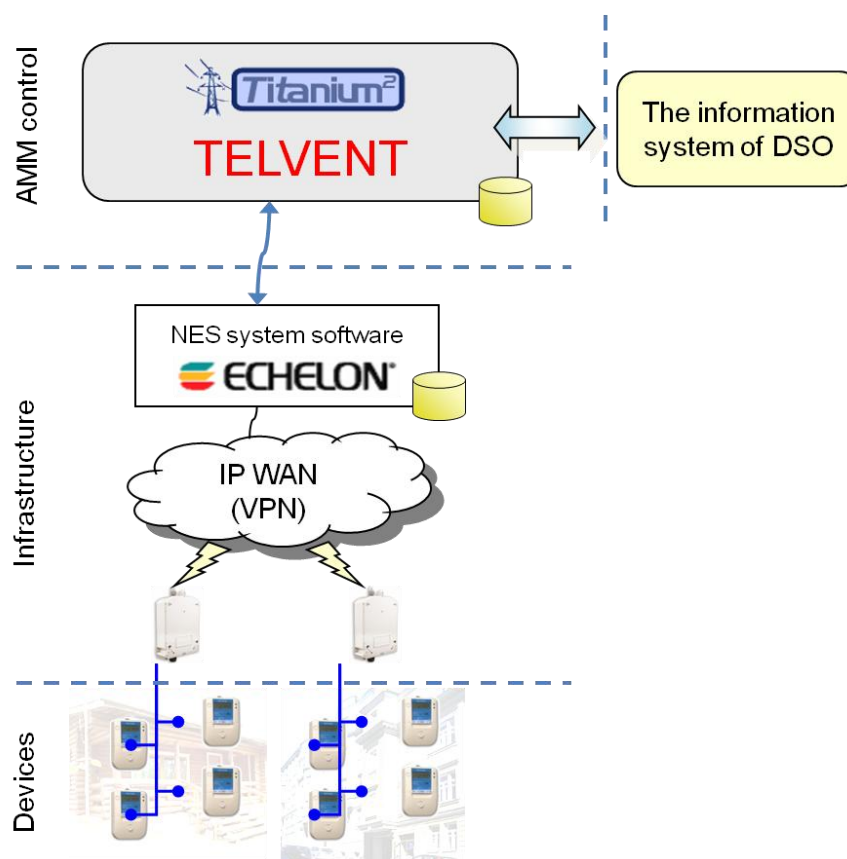 AMM control
Titanium²
TELVENT
The information
system of DSO
Infrastructure
NES system software
ECHELON®
IP WAN
(VPN)
Devices